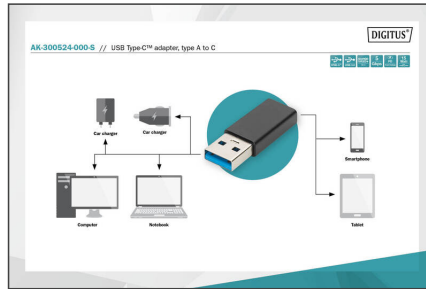 DIGITUS®
AK-300524-000-S // USB Type-C™ adapter, type A to C
Car charger
Car charger
Smartphone
Computer
Notebook
Tablet